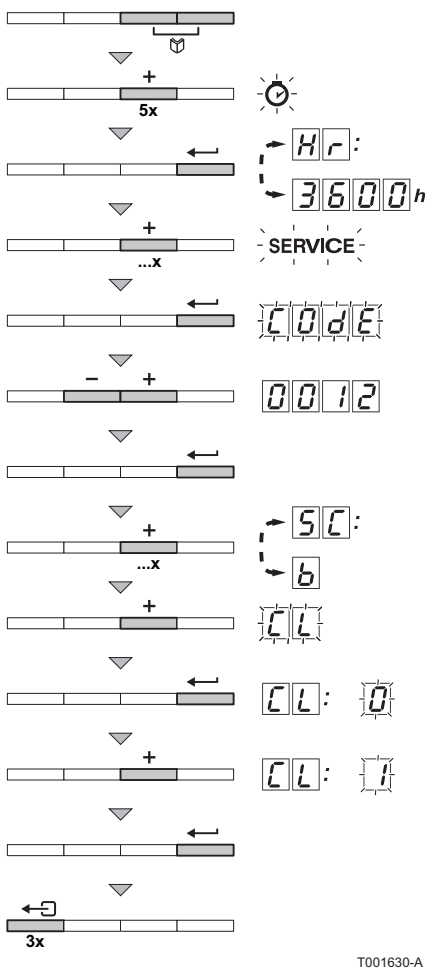 +
5x
Hr:
3600h
+
...x
SERVICE
COdE
- +
0012
+
...x
SC:
b
+
CL
CL: 0
+
CL: 1
3x
T001630-A